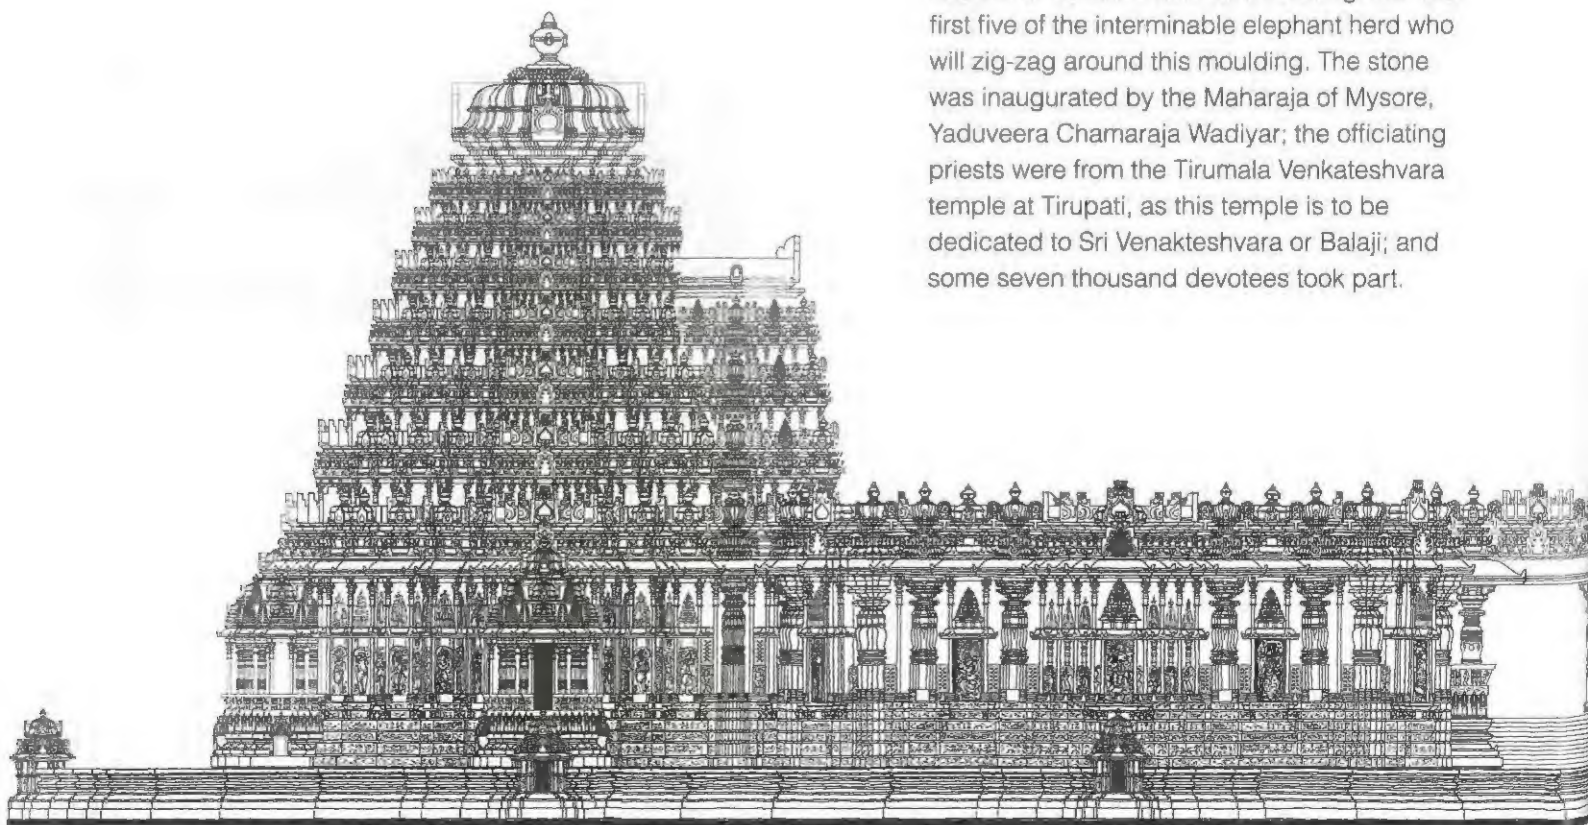 first five of the interminable elephant herd who
will zig-zag around this moulding. The stone
was inaugurated by the Maharaja of Mysore,
Yaduveera Chamaraja Wadiyar; the officiating
priests were from the Tirumala Venkateshvara
temple at Tirupati, as this temple is to be
dedicated to Sri Venakteshvara or Balaji; and
some seven thousand devotees took part.